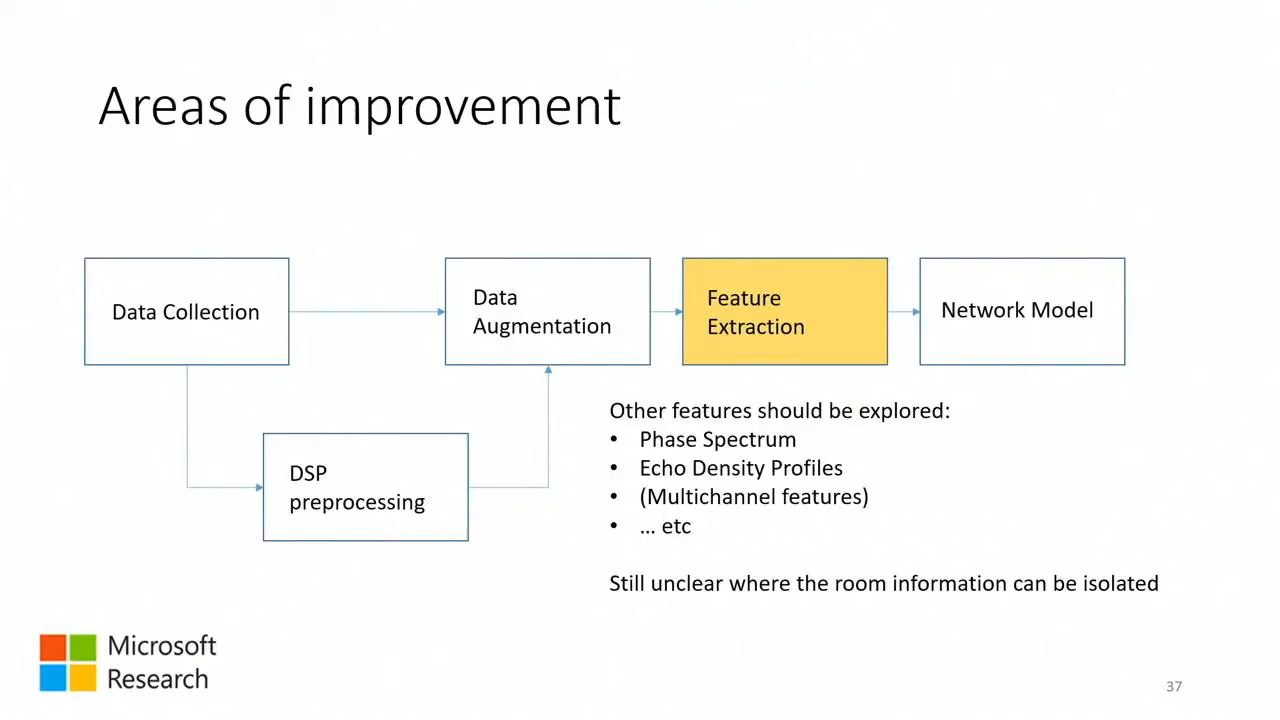 Areas of improvement
Data Collection
Data
Augmentation
Feature
Extraction
Network Model
DSP
preprocessing
Other features should be explored:
• Phase Spectrum
• Echo Density Profiles
• (Multichannel features)
• ... etc
Still unclear where the room information can be isolated
Microsoft
Research
37